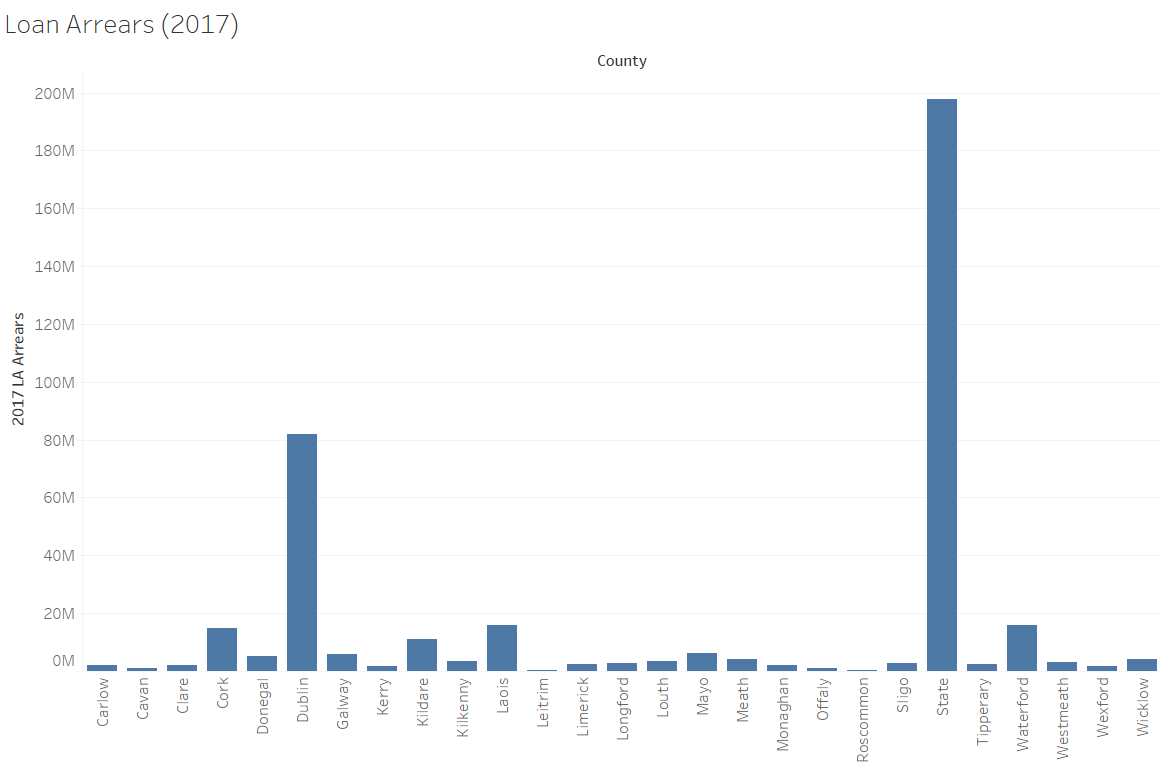 Loan Arrears (2017)
County
2017 LA Arrears
200M
180M
160M
140M
120M
100M
80M
60M
40M
20M
0M
Carlow
Cavan
Clare
Cork
Donegal
Dublin
Galway
Kerry
Kildare
Kilkenny
Laois
Leitrim
Limerick
Longford
Louth
Mayo
Meath
Monaghan
Offaly
Roscommon
Sligo
State
Tipperary
Waterford
Westmeath
Wexford
Wicklow